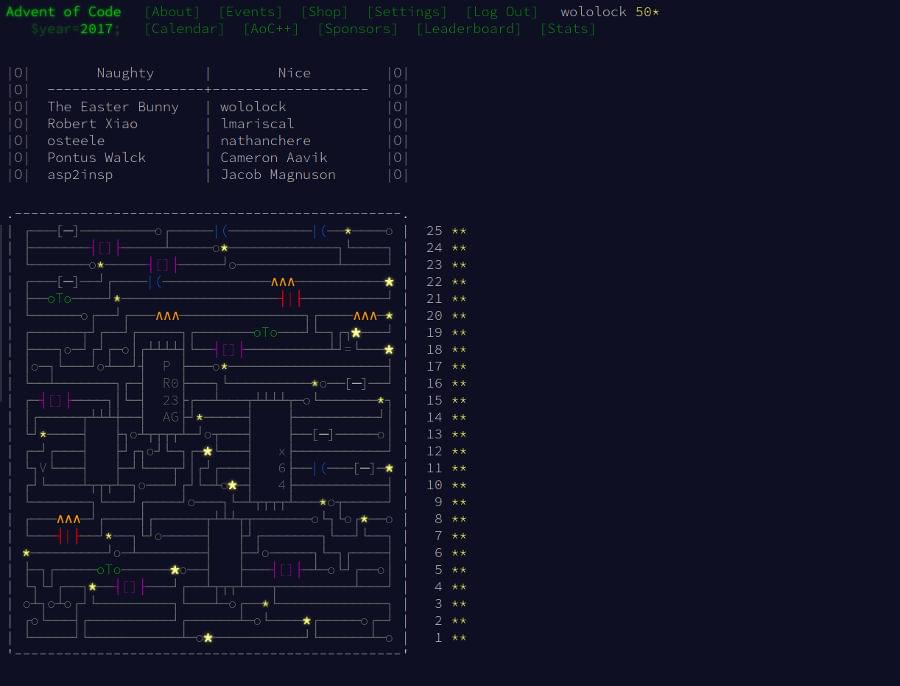 Advent of Code [About] [Events] [Shop] [Settings] [Log Out] wololock 50*
$year=2017; [Calendar] [AoC++] [Sponsors] [Leaderboard] [Stats]
|O| Naughty | Nice |O|
|O| -------------------+------------------ |O|
|O| The Easter Bunny | wololock |O|
|O| Robert Xiao | lmariscal |O|
|O| osteele | nathanchere |O|
|O| Pontus Walck | Cameron Aavik |O|
|O| asp2insp | Jacob Magnuson |O|
25 **
24 **
23 **
22 **
oTo 21 **
20 **
oTo 19 **
18 **
P 17 **
R0 16 **
23 15 **
AG 14 **
13 **
x 12 **
V 6 11 **
4 10 **
9 **
8 **
7 **
6 **
oTo 5 **
4 **
3 **
2 **
1 **